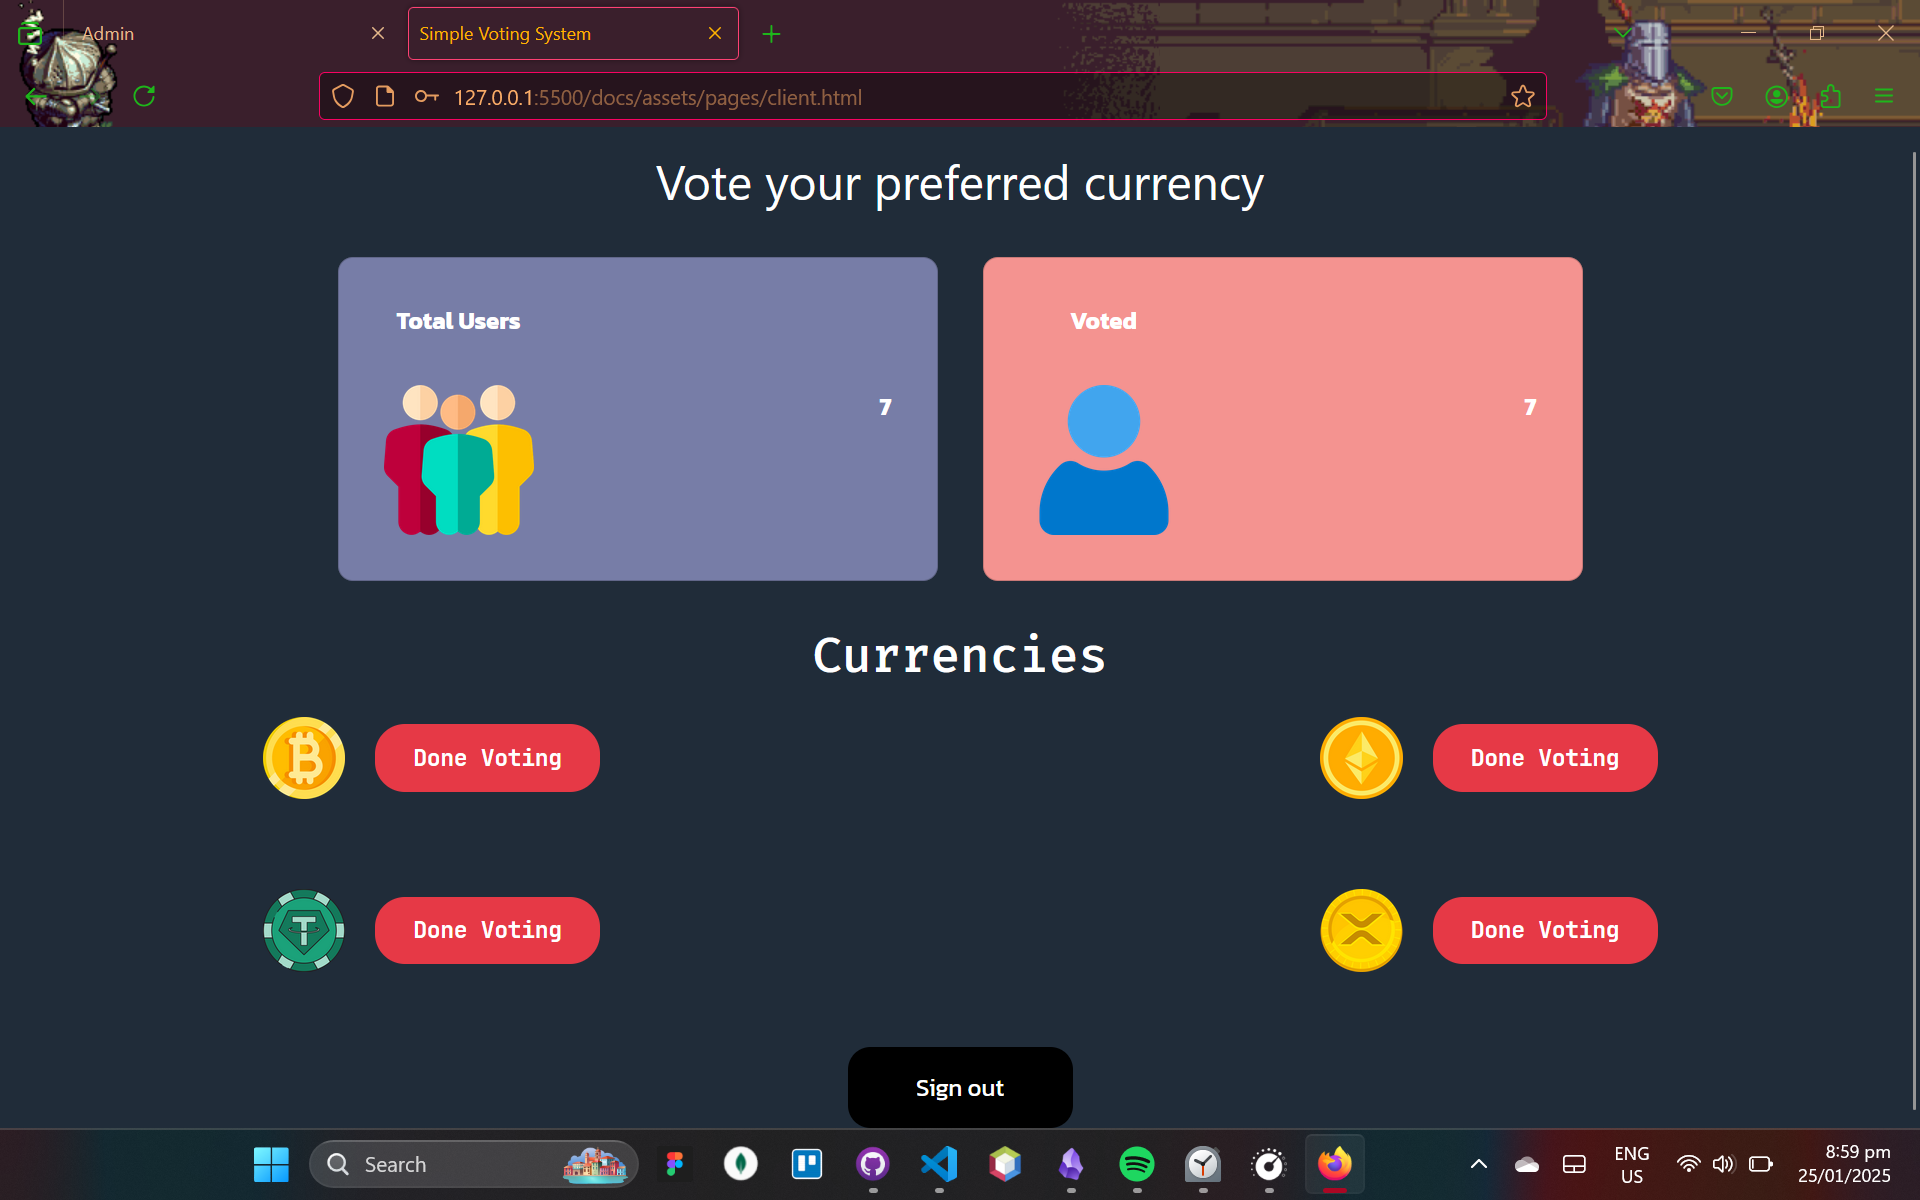 Admin
Simple Voting System
127.0.0.1:5500/docs/assets/pages/client.html
Vote your preferred currency
Total Users
7
Voted
7
Currencies
Done Voting
Done Voting
Done Voting
Done Voting
Sign out
Search
ENG
US
8:59 pm
25/01/2025